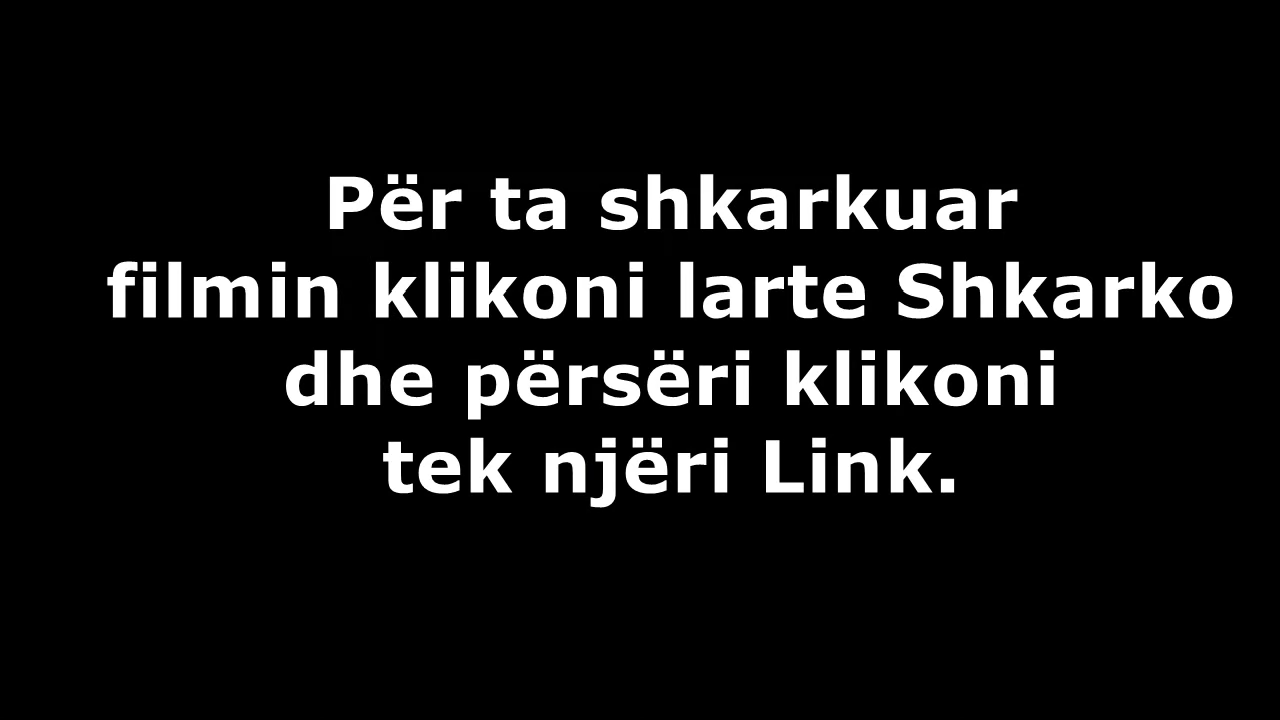 Për ta shkarkuar
filmin klikoni larte Shkarko
dhe përsëri klikoni
tek njëri Link.